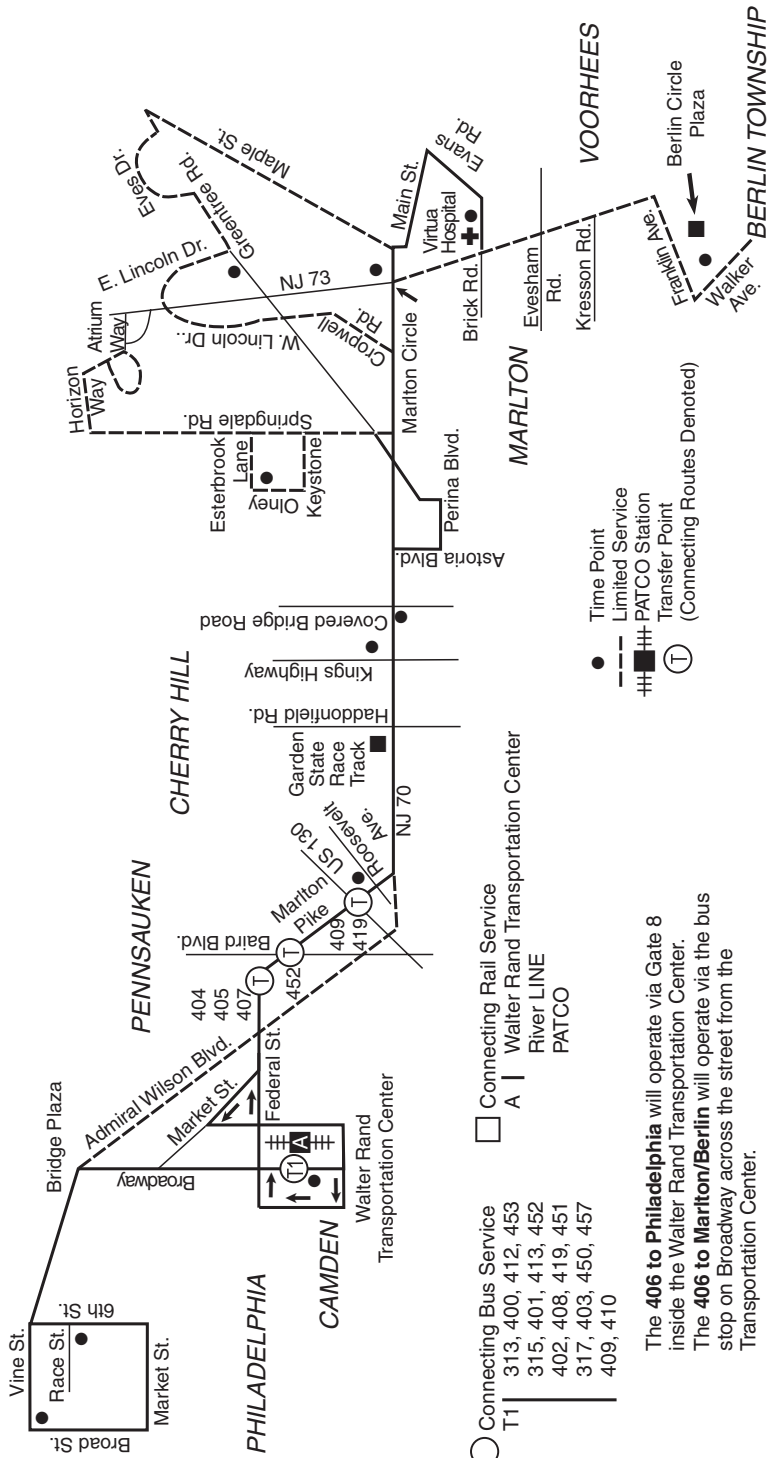 Vine St.
Race St.
6th St.
Broad St.
Market St.
PHILADELPHIA
Bridge Plaza
Admiral Wilson Blvd.
Broadway
Market St.
Federal St.
T1
A
CAMDEN
Walter Rand
Transportation Center
PENNSAUKEN
404
405
407
T
Baird Blvd.
T
452
Marlton
Pike
409
419
T
US 130
Roosevelt
Ave.
NJ 70
CHERRY HILL
Garden
State
Race
Track
Haddonfield Rd.
Kings Highway
Covered Bridge Road
Astoria Blvd.
Perina Blvd.
Esterbrook
Lane
Olney
Keystone
Springdale Rd.
Horizon
Way
Atrium
Way
E. Lincoln Dr.
W. Lincoln Dr..
Cropwell
Rd.
NJ 73
Greentree Rd.
Eves Dr.
Maple St.
Marlton Circle
MARLTON
Main St.
Evans
Rd.
Virtua
Hospital
Brick Rd.
Evesham
Rd.
Kresson Rd.
VOORHEES
Franklin Ave.
Walker
Ave.
Berlin Circle
Plaza
BERLIN TOWNSHIP
Connecting Bus Service
T1
313, 400, 412, 453
315, 401, 413, 452
402, 408, 419, 451
317, 403, 450, 457
409, 410
Connecting Rail Service
A Walter Rand Transportation Center
River LINE
PATCO
Time Point
Limited Service
PATCO Station
T Transfer Point
(Connecting Routes Denoted)
The 406 to Philadelphia will operate via Gate 8
inside the Walter Rand Transportation Center.
The 406 to Marlton/Berlin will operate via the bus
stop on Broadway across the street from the
Transportation Center.